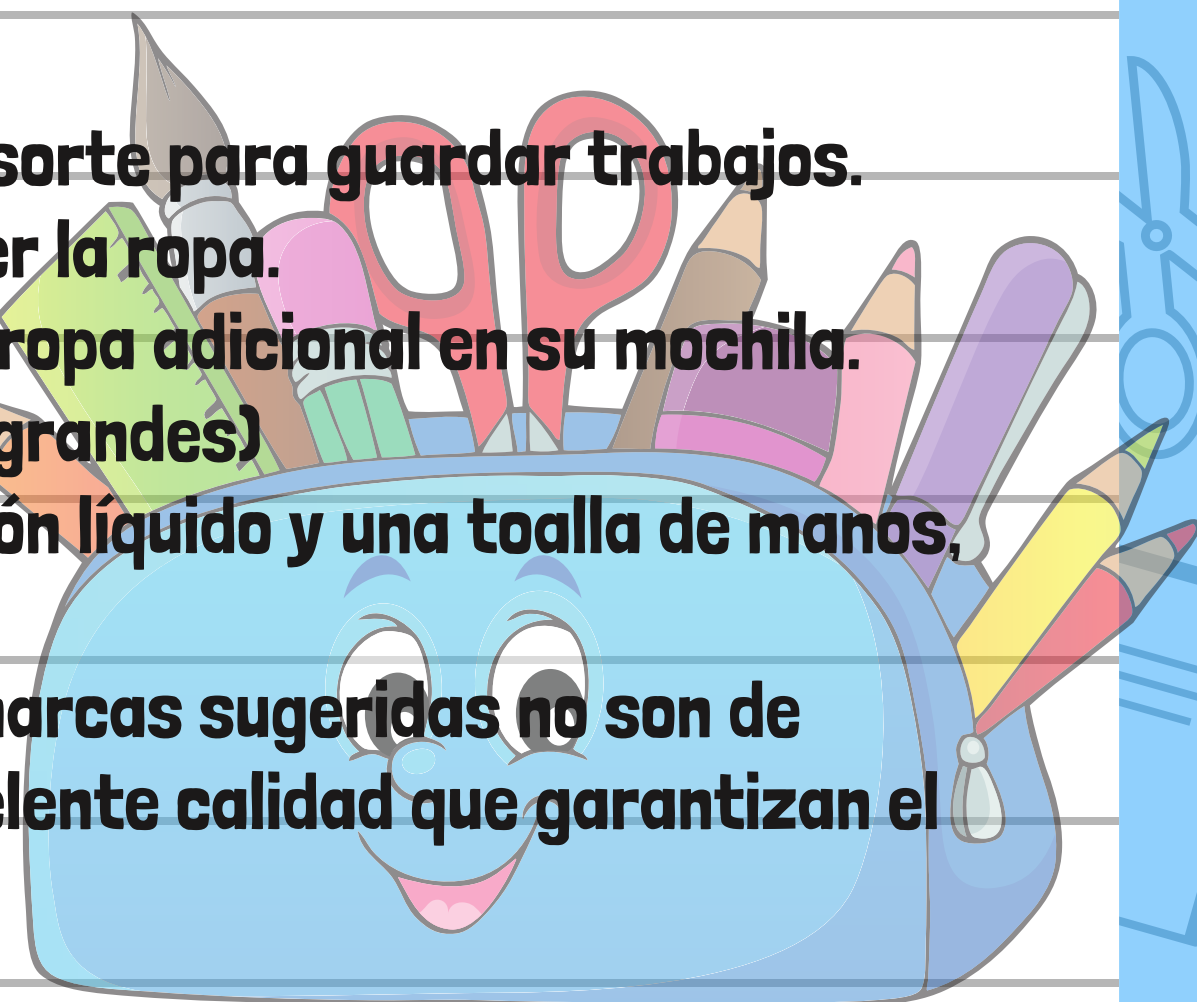 sorte para guardar trabajos.
er la ropa.
ropa adicional en su mochila.
grandes)
ón líquido y una toalla de manos,
arcas sugeridas no son de
elente calidad que garantizan el